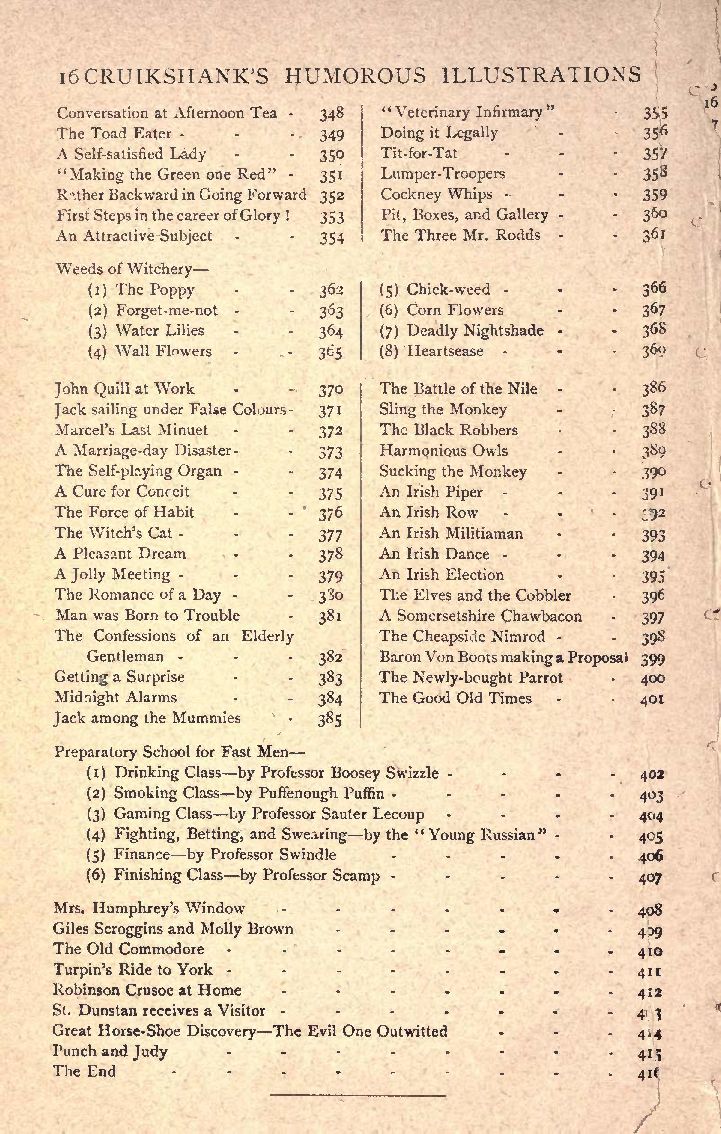 16 CRUIKSHANK'S HUMOROUS ILLUSTRATIONS
Conversation at Afternoon Tea - 348
The Toad Eater - - - 349
A Self-satisfied Lady - - 350
"Making the Green one Red" - 351
Rather Backward in Going Forward 352
First Steps in the career of Glory! 353
An Attractive Subject - - 354
"Veterinary Infirmary" - 355
Doing it Legally - - 356
Tit-for-Tat - - - 357
Lumper-Troopers - - 358
Cockney Whips - - - 359
Pit, Boxes, and Gallery - - 360
The Three Mr. Rodds - - 361
Weeds of Witchery—
(1) The Poppy - - 362
(2) Forget-me-not - - 363
(3) Water Lilies - - 364
(4) Wall Flowers - - 365
(5) Chick-weed - - - 366
(6) Corn Flowers - - 367
(7) Deadly Nightshade - - 368
(8) Heartsease - - - 369
John Quill at Work - - 370
Jack sailing under False Colours - 371
Marcel's Last Minuet - - 372
A Marriage-day Disaster - - 373
The Self-playing Organ - - 374
A Cure for Conceit - - 375
The Force of Habit - - 376
The Witch's Cat - - - 377
A Pleasant Dream - - 378
A Jolly Meeting - - - 379
The Romance of a Day - - 380
Man was Born to Trouble - 381
The Confessions of an Elderly
Gentleman - - - 382
Getting a Surprise - - 383
Midnight Alarms - - 384
Jack among the Mummies - 385
The Battle of the Nile - - 386
Sling the Monkey - - 387
The Black Robbers - - 388
Harmonious Owls - - 389
Sucking the Monkey - - 390
An Irish Piper - - - 391
An Irish Row - - - 392
An Irish Militiaman - - 393
An Irish Dance - - - 394
An Irish Election - - 395
The Elves and the Cobbler - 396
A Somersetshire Chawbacon - 397
The Cheapside Nimrod - - 398
Baron Von Boots making a Proposal 399
The Newly-bought Parrot - 400
The Good Old Times - - 401
Preparatory School for Fast Men—
(1) Drinking Class—by Professor Boosey Swizzle - - - - 402
(2) Smoking Class—by Puffenough Puffin - - - - - 403
(3) Gaming Class—by Professor Sauter Lecoup - - - - 404
(4) Fighting, Betting, and Swearing—by the "Young Russian" - - 405
(5) Finance—by Professor Swindle - - - - - 406
(6) Finishing Class—by Professor Scamp - - - - - 407
Mrs. Humphrey's Window - - - - - - - 408
Giles Scroggins and Molly Brown - - - - - - 409
The Old Commodore - - - - - - - - 410
Turpin's Ride to York - - - - - - - - 411
Robinson Crusoe at Home - - - - - - - 412
St. Dunstan receives a Visitor - - - - - - - 413
Great Horse-Shoe Discovery—The Evil One Outwitted - - - 414
Punch and Judy - - - - - - - - 415
The End - - - - - - - - - 416
16
7